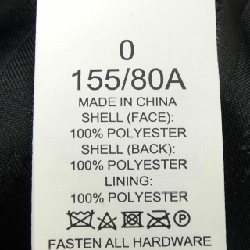 0
155/80A
MADE IN CHINA
SHELL (FACE):
100% POLYESTER
SHELL (BACK):
100% POLYESTER
LINING:
100% POLYESTER
P
FASTEN ALL HARDWARE